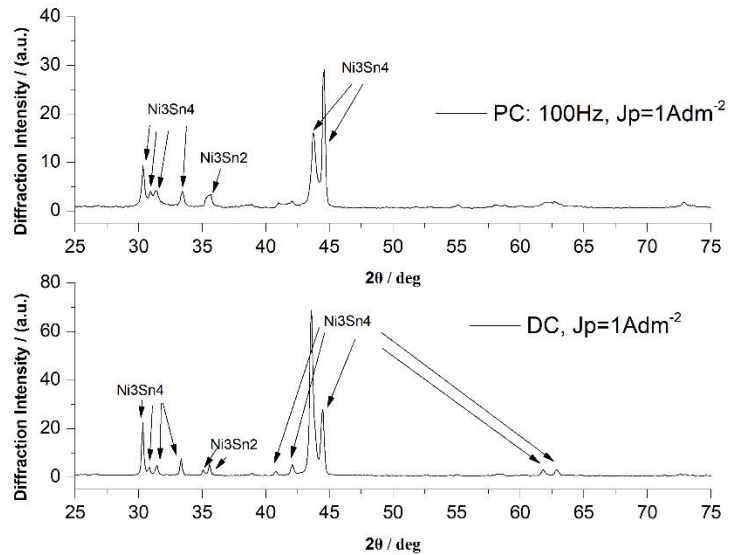 40
30
20
10
0
Diffraction Intensity / (a.u.)
Ni3Sn4
Ni3Sn2
Ni3Sn4
PC: 100Hz, Jp=1Adm-2
25 30 35 40 45 50 55 60 65 70 75
2θ / deg
80
60
40
20
0
Diffraction Intensity / (a.u.)
Ni3Sn4
Ni3Sn2
Ni3Sn4
DC, Jp=1Adm-2
25 30 35 40 45 50 55 60 65 70 75
2θ / deg